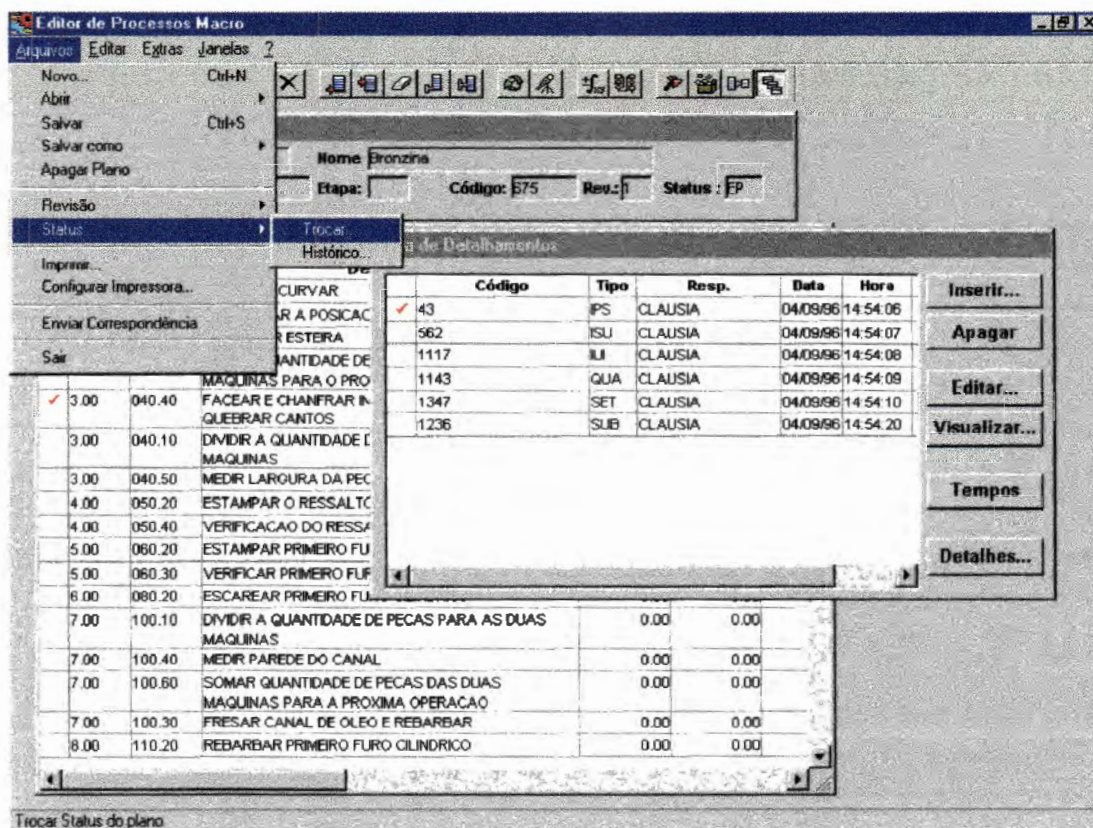 Editor de Processos Macro
Arquivos Editar Extras Janelas ?
Novo... Ctrl+N
Abrir
Salvar Ctrl+S
Salvar como
Apagar Plano
Revisão
Status
Imprimir...
Configurar Impressora...
Enviar Correspondência
Sair
Trocar...
Histórico...
Nome Bronzina
Etapa: Código: 675 Rev.: 1 Status : EP
a de Detalhamentos
Código Tipo Resp. Data Hora
43 IPS CLAUSIA 04/09/96 14:54:06
562 ISU CLAUSIA 04/09/96 14:54:07
1117 IUI CLAUSIA 04/09/96 14:54:08
1143 QUA CLAUSIA 04/09/96 14:54:09
1347 SET CLAUSIA 04/09/96 14:54:10
1236 SUB CLAUSIA 04/09/96 14:54:20
Inserir...
Apagar
Editar...
Visualizar...
Tempos
Detalhes...
De
CURVAR
AR A POSICAO
R ESTEIRA
ANTIDADE DE
MAQUINAS PARA O PRO
3.00 040.40 FACEAR E CHANFRAR IN
QUEBRAR CANTOS
3.00 040.10 DIVIDIR A QUANTIDADE D
MAQUINAS
3.00 040.50 MEDIR LARGURA DA PEC
4.00 050.20 ESTAMPAR O RESSALTO
4.00 050.40 VERIFICACAO DO RESSA
5.00 060.20 ESTAMPAR PRIMEIRO FU
5.00 060.30 VERIFICAR PRIMEIRO FUR
6.00 080.20 ESCAREAR PRIMEIRO FURO
7.00 100.10 DIVIDIR A QUANTIDADE DE PECAS PARA AS DUAS 0.00 0.00
MAQUINAS
7.00 100.40 MEDIR PAREDE DO CANAL 0.00 0.00
7.00 100.60 SOMAR QUANTIDADE DE PECAS DAS DUAS 0.00 0.00
MAQUINAS PARA A PROXIMA OPERACAO
7.00 100.30 FRESAR CANAL DE OLEO E REBARBAR 0.00 0.00
8.00 110.20 REBARBAR PRIMEIRO FURO CILINDRICO 0.00 0.00
Trocar Status do plano